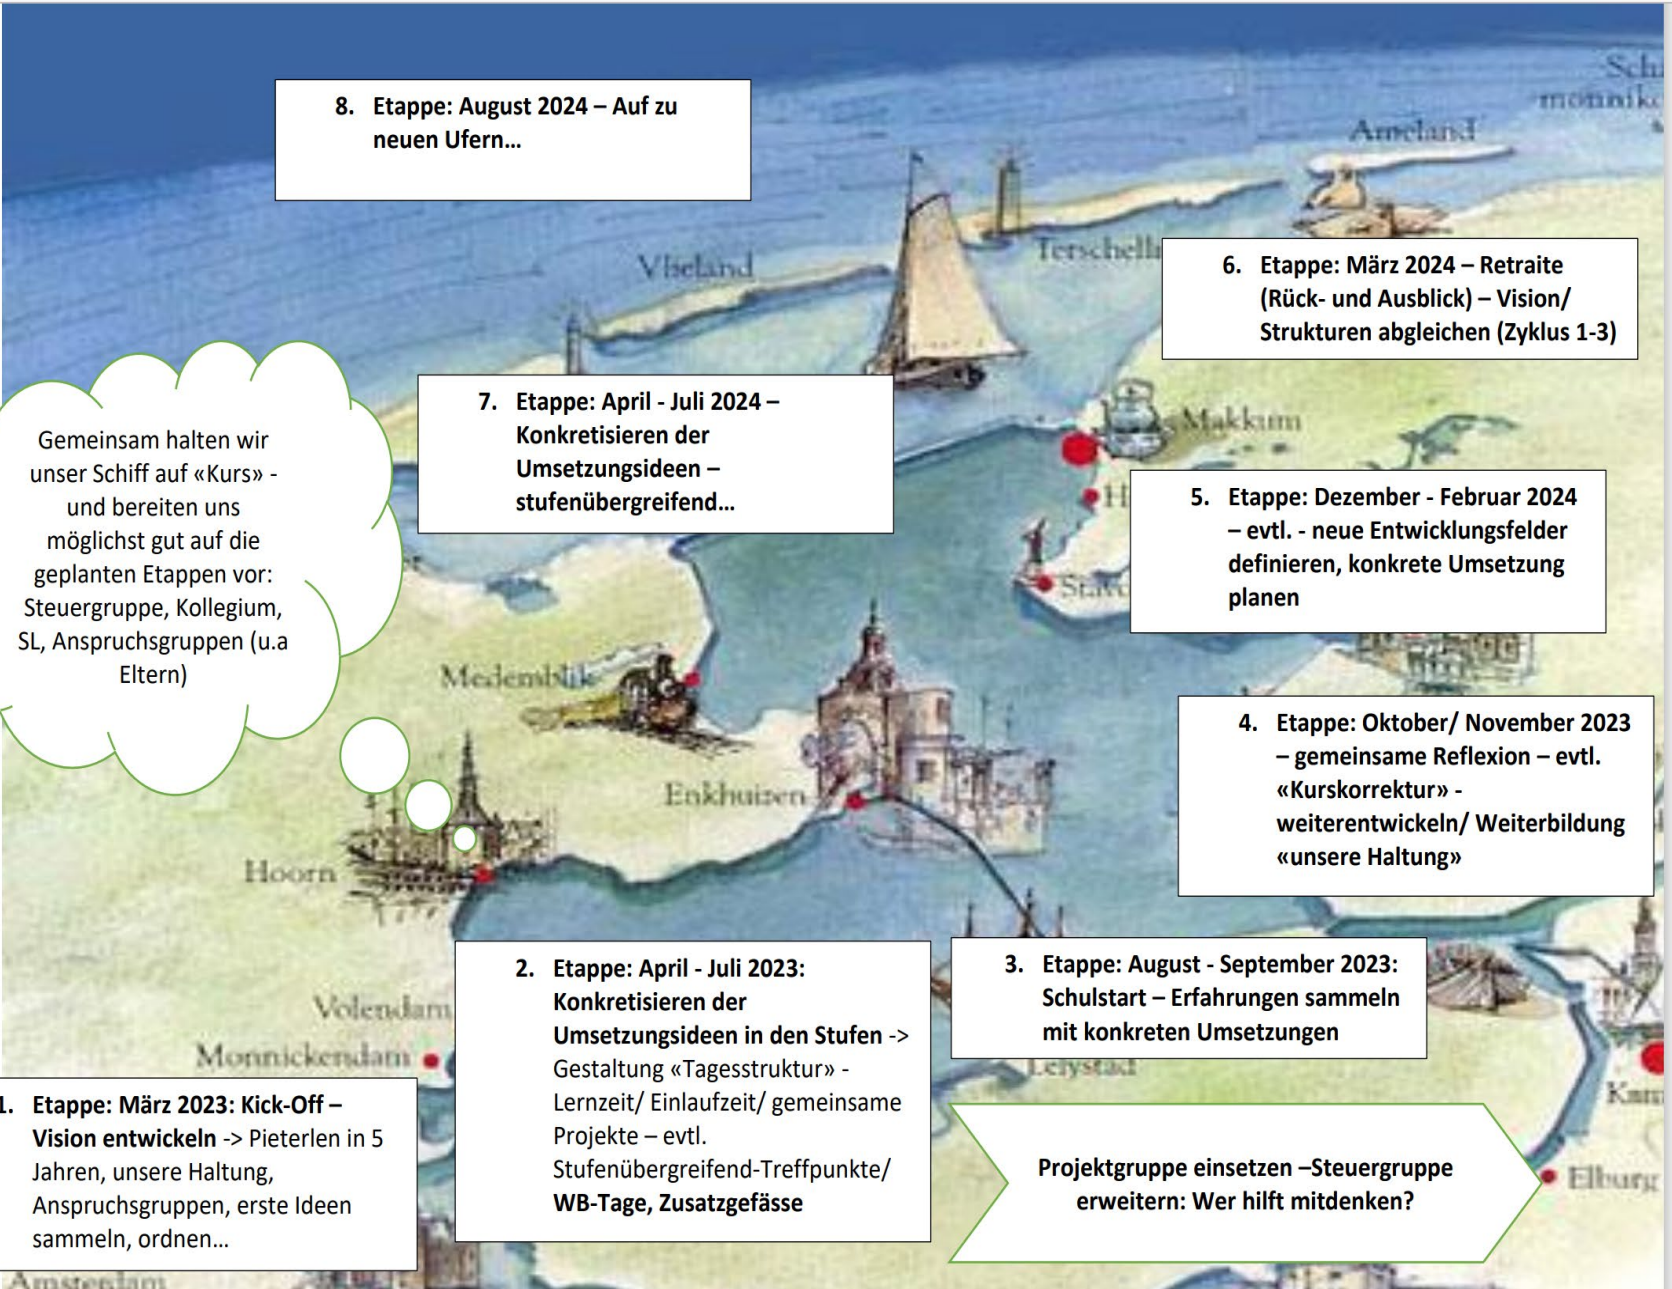 Schi
monniko
Ameland
8. Etappe: August 2024 – Auf zu
neuen Ufern...
Vlieland
Terschell
6. Etappe: März 2024 – Retraite
(Rück- und Ausblick) – Vision/
Strukturen abgleichen (Zyklus 1-3)
7. Etappe: April - Juli 2024 –
Konkretisieren der
Umsetzungsideen –
stufenübergreifend...
Makkum
H
5. Etappe: Dezember - Februar 2024
– evtl. - neue Entwicklungsfelder
definieren, konkrete Umsetzung
planen
Stavo
Gemeinsam halten wir
unser Schiff auf «Kurs» -
und bereiten uns
möglichst gut auf die
geplanten Etappen vor:
Steuergruppe, Kollegium,
SL, Anspruchsgruppen (u.a
Eltern)
Medemblik
4. Etappe: Oktober/ November 2023
– gemeinsame Reflexion – evtl.
«Kurskorrektur» -
weiterentwickeln/ Weiterbildung
«unsere Haltung»
Enkhuizen
Hoorn
Volendam
Monnickendam
2. Etappe: April - Juli 2023:
Konkretisieren der
Umsetzungsideen in den Stufen ->
Gestaltung «Tagesstruktur» -
Lernzeit/ Einlaufzeit/ gemeinsame
Projekte – evtl.
Stufenübergreifend-Treffpunkte/
WB-Tage, Zusatzgefässe
3. Etappe: August - September 2023:
Schulstart – Erfahrungen sammeln
mit konkreten Umsetzungen
Lelystad
Kam
1. Etappe: März 2023: Kick-Off –
Vision entwickeln -> Pieterlen in 5
Jahren, unsere Haltung,
Anspruchsgruppen, erste Ideen
sammeln, ordnen...
Projektgruppe einsetzen –Steuergruppe
erweitern: Wer hilft mitdenken?
Elburg
Amsterdam